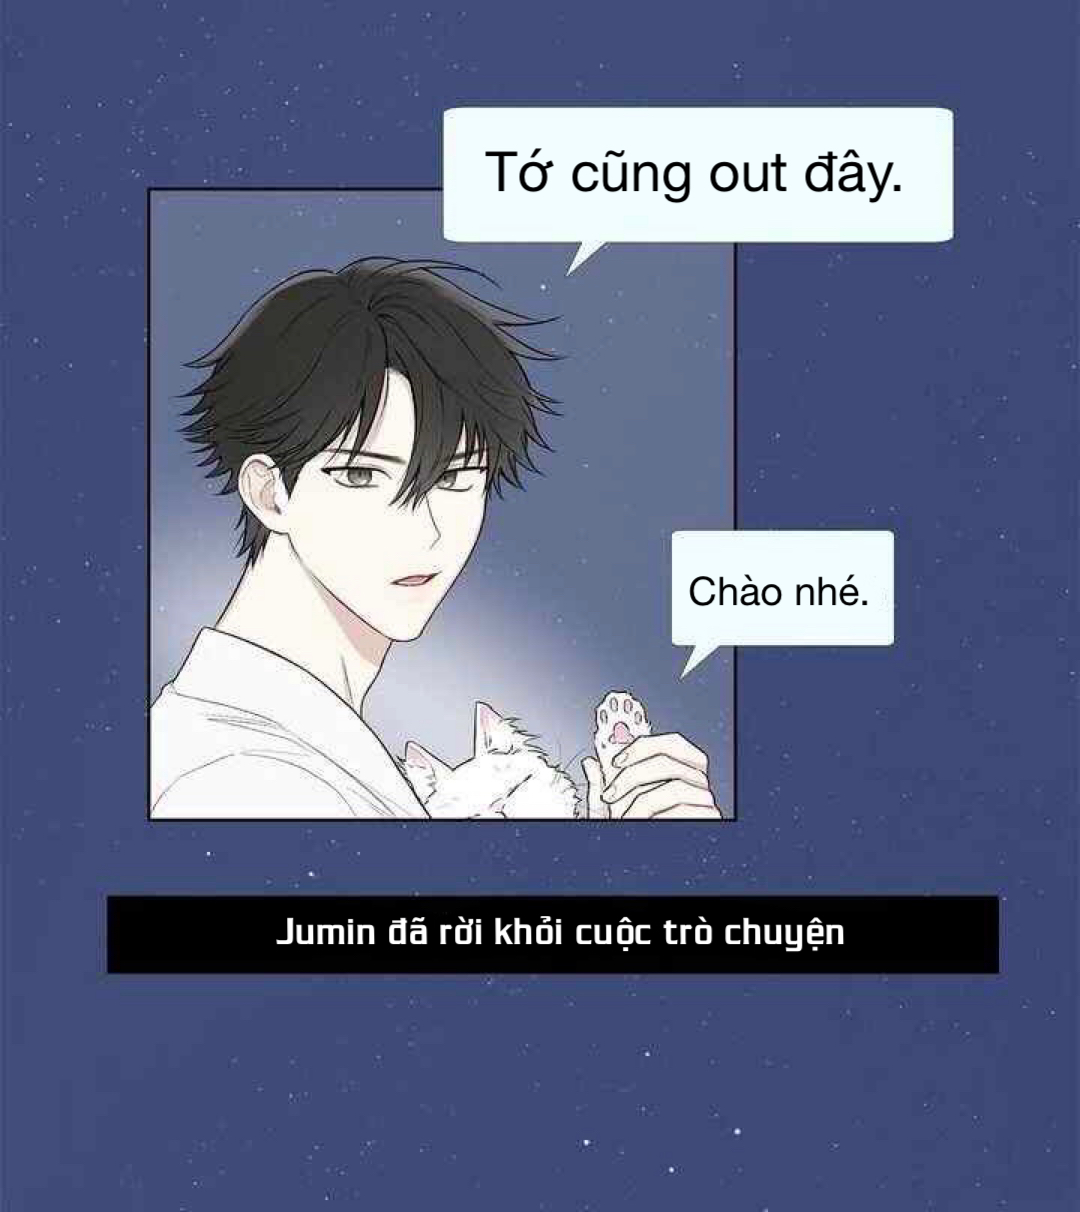 Tớ cũng out đây.
Chào nhé.
Jumin đã rời khỏi cuộc trò chuyện